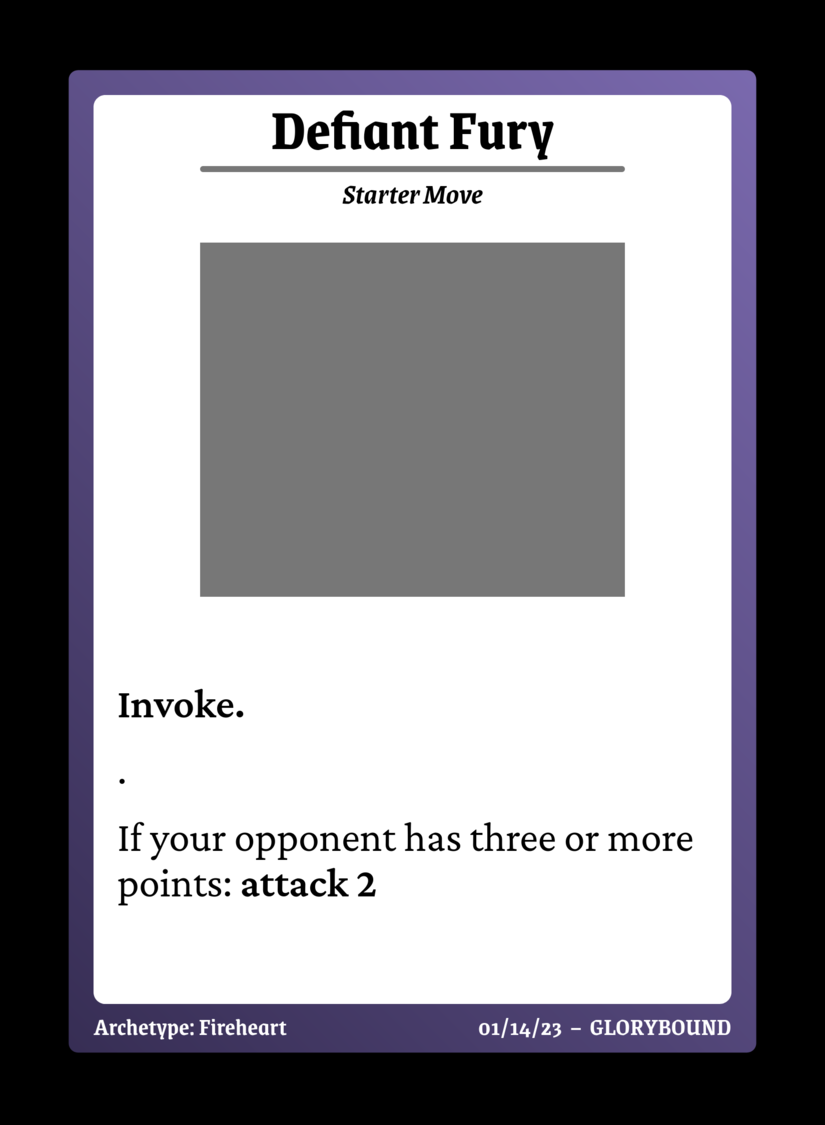 Defiant Fury
Starter Move
Invoke.
.
If your opponent has three or more
points: attack 2
Archetype: Fireheart
01/14/23 – GLORYBOUND